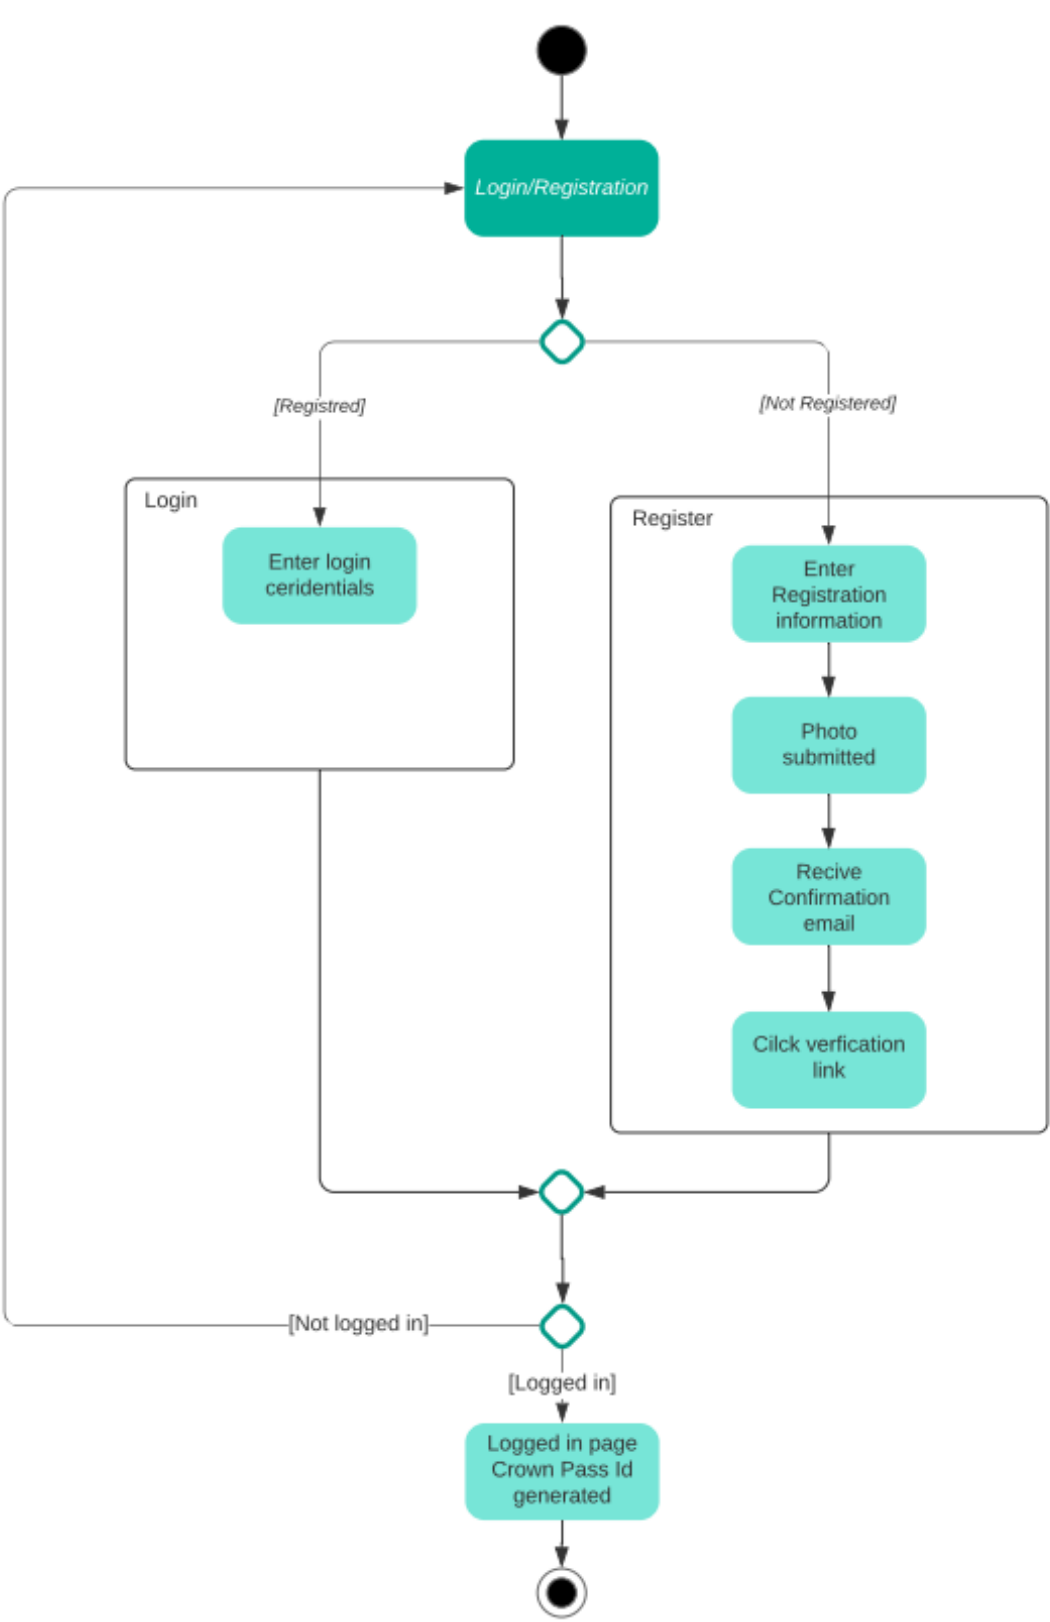 Login/Registration
[Registred]
[Not Registered]
Login
Enter login
ceridentials
Register
Enter
Registration
information
Photo
submitted
Recive
Confirmation
email
Cilck verfication
link
[Not logged in]
[Logged in]
Logged in page
Crown Pass Id
generated